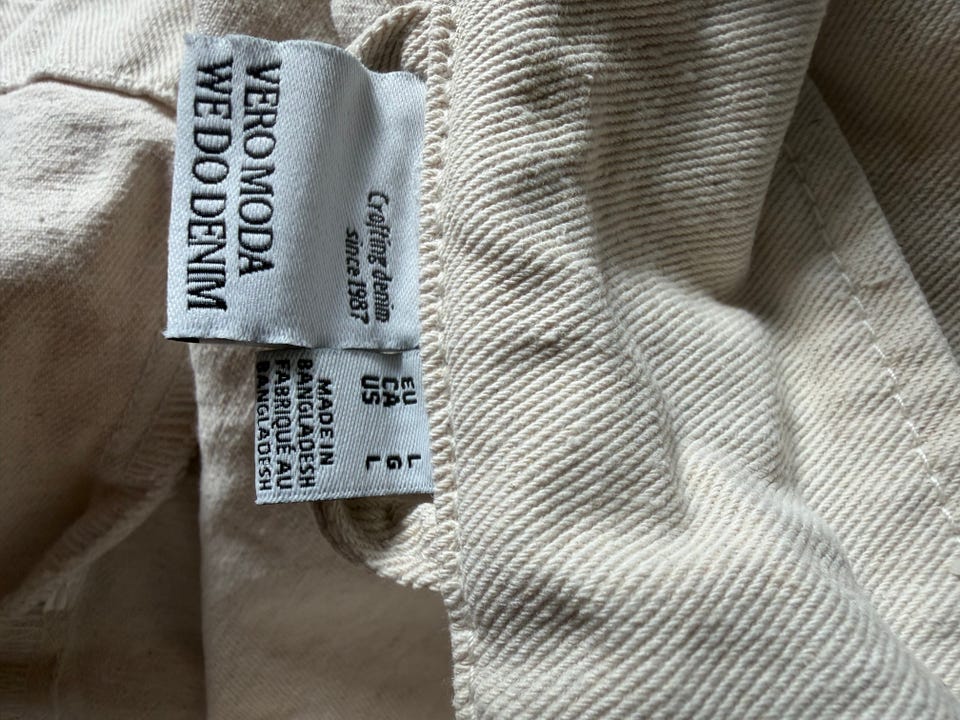 Crafting denim
since 1987
VERO MODA
WE DO DENIM
EU L
CA G
US L
MADE IN
BANGLADESH
FABRIQUÉ AU
BANGLADESH